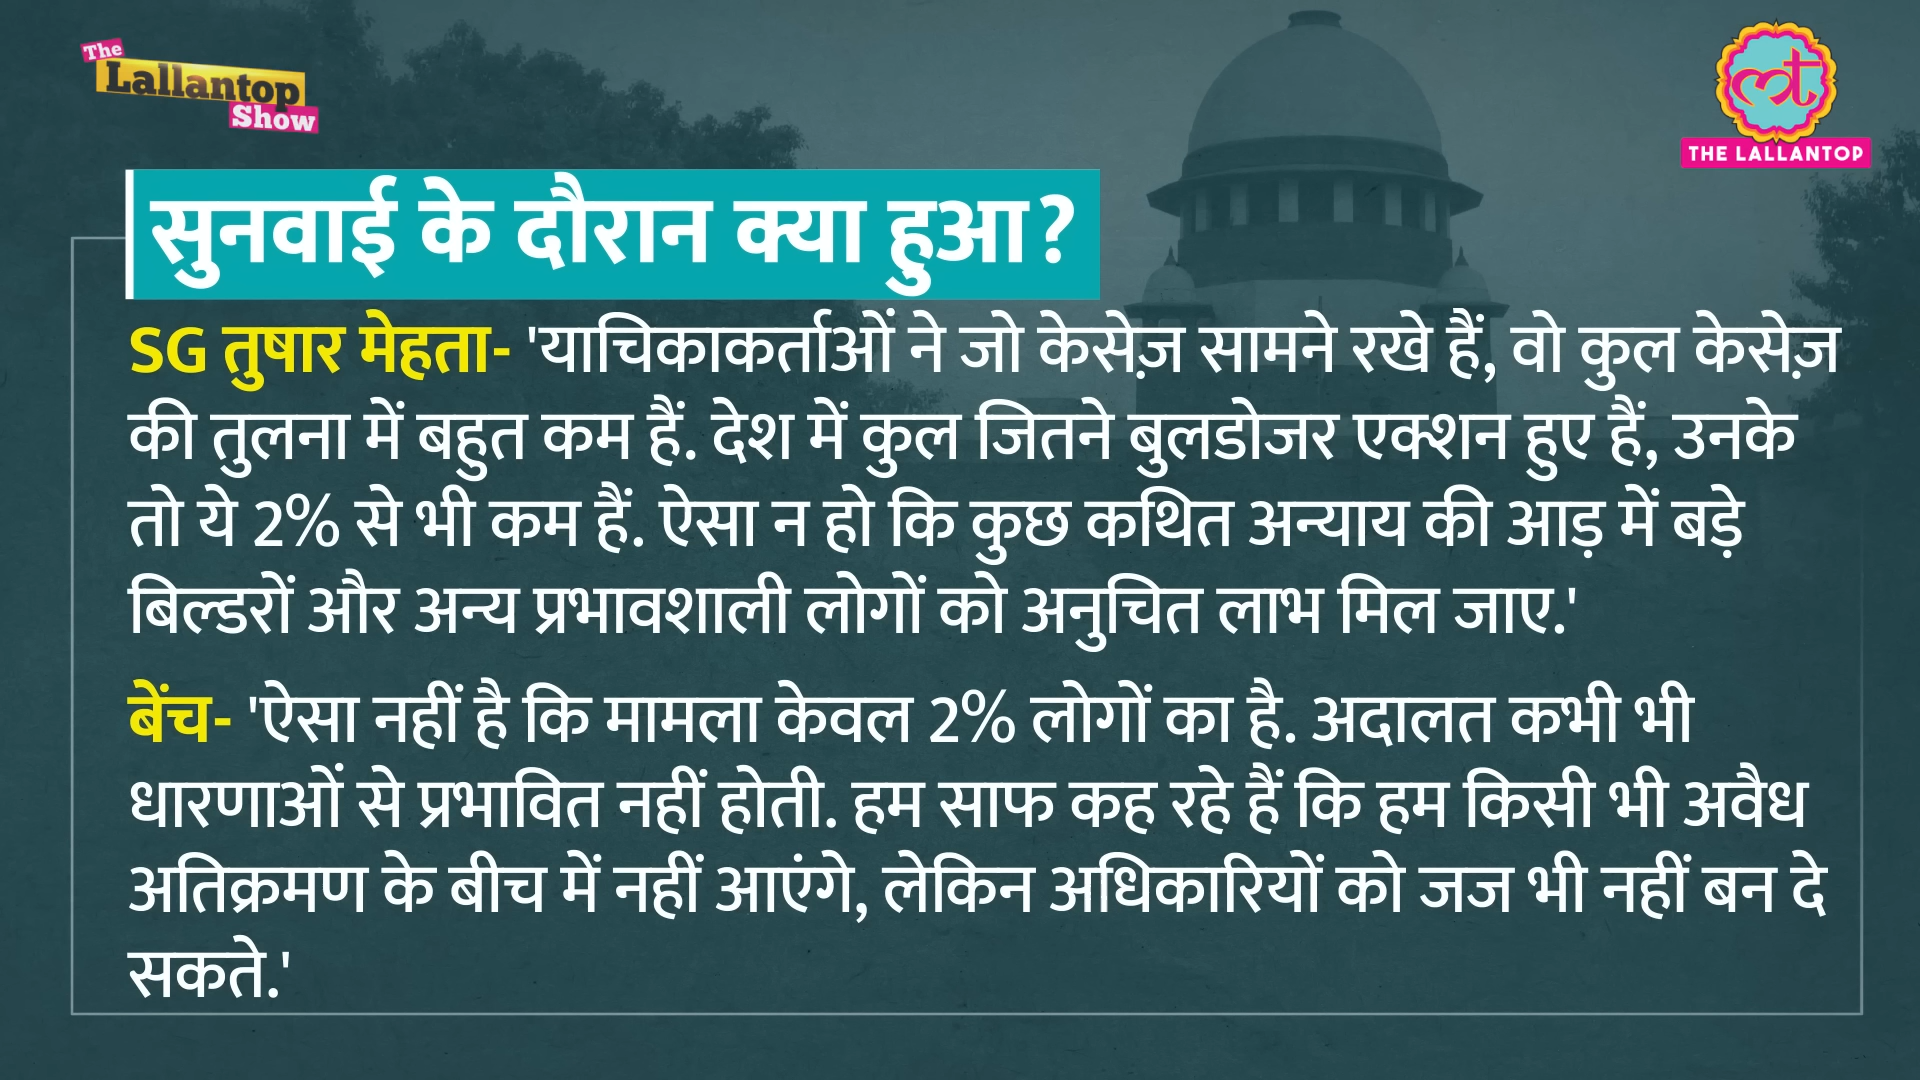 The
Lallantop
Show
THE LALLANTOP
सुनवाई के दौरान क्या हुआ?
SG तुषार मेहता- 'याचिकाकर्ताओं ने जो केसेज़ सामने रखे हैं, वो कुल केसेज़
की तुलना में बहुत कम हैं. देश में कुल जितने बुलडोजर एक्शन हुए हैं, उनके
तो ये 2% से भी कम हैं. ऐसा न हो कि कुछ कथित अन्याय की आड़ में बड़े
बिल्डरों और अन्य प्रभावशाली लोगों को अनुचित लाभ मिल जाए.'
बेंच- 'ऐसा नहीं है कि मामला केवल 2% लोगों का है. अदालत कभी भी
धारणाओं से प्रभावित नहीं होती. हम साफ कह रहे हैं कि हम किसी भी अवैध
अतिक्रमण के बीच में नहीं आएंगे, लेकिन अधिकारियों को जज भी नहीं बन दे
सकते.'